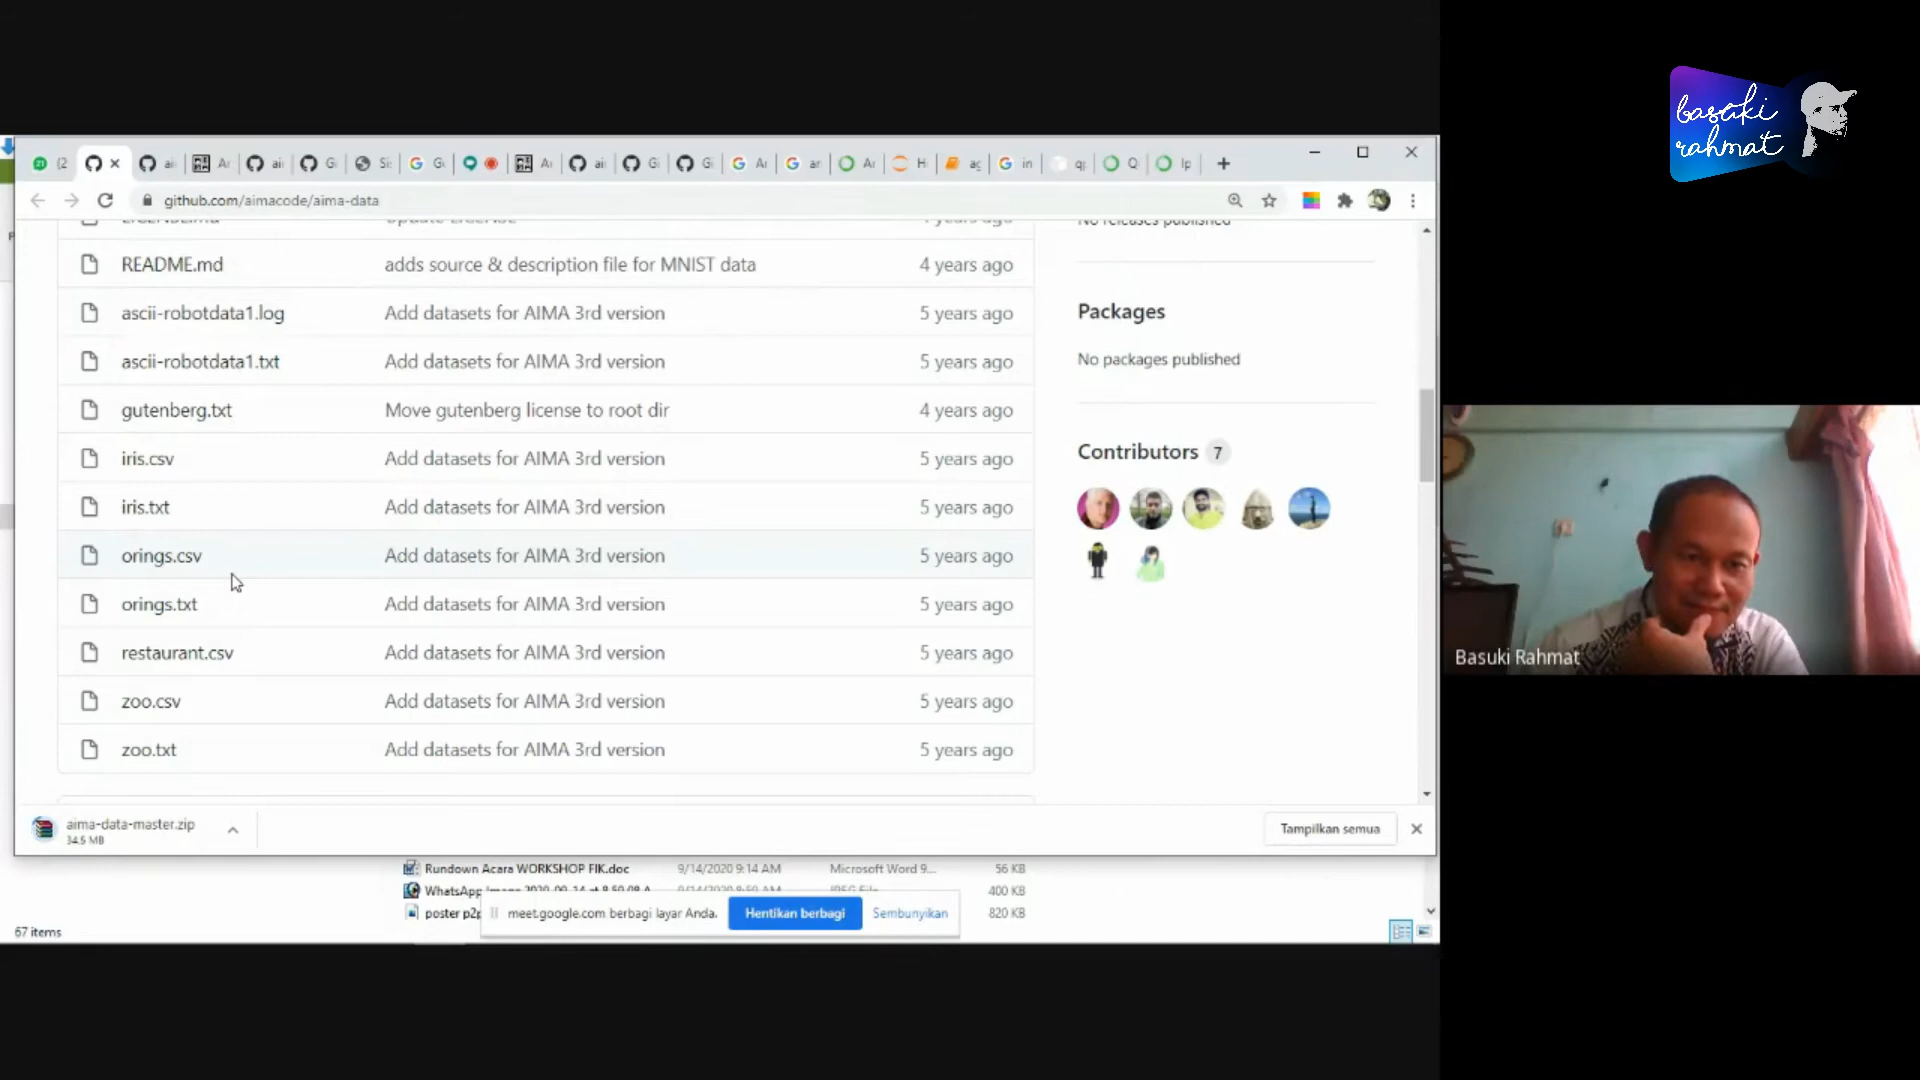 basuki
rahmat
(2
github.com/aimacode/aima-data
No releases published
README.md adds source & description file for MNIST data 4 years ago
ascii-robotdata1.log Add datasets for AIMA 3rd version 5 years ago
ascii-robotdata1.txt Add datasets for AIMA 3rd version 5 years ago
gutenberg.txt Move gutenberg license to root dir 4 years ago
iris.csv Add datasets for AIMA 3rd version 5 years ago
iris.txt Add datasets for AIMA 3rd version 5 years ago
orings.csv Add datasets for AIMA 3rd version 5 years ago
orings.txt Add datasets for AIMA 3rd version 5 years ago
restaurant.csv Add datasets for AIMA 3rd version 5 years ago
zoo.csv Add datasets for AIMA 3rd version 5 years ago
zoo.txt Add datasets for AIMA 3rd version 5 years ago
Packages
No packages published
Contributors 7
Basuki Rahmat
aima-data-master.zip
34.5 MB
Tampilkan semua
Rundown Acara WORKSHOP FIK.doc 9/14/2020 9:14 AM Microsoft Word 9... 56 KB
WhatsApp 400 KB
poster p2p 820 KB
meet.google.com berbagi layar Anda. Hentikan berbagi Sembunyikan
67 items